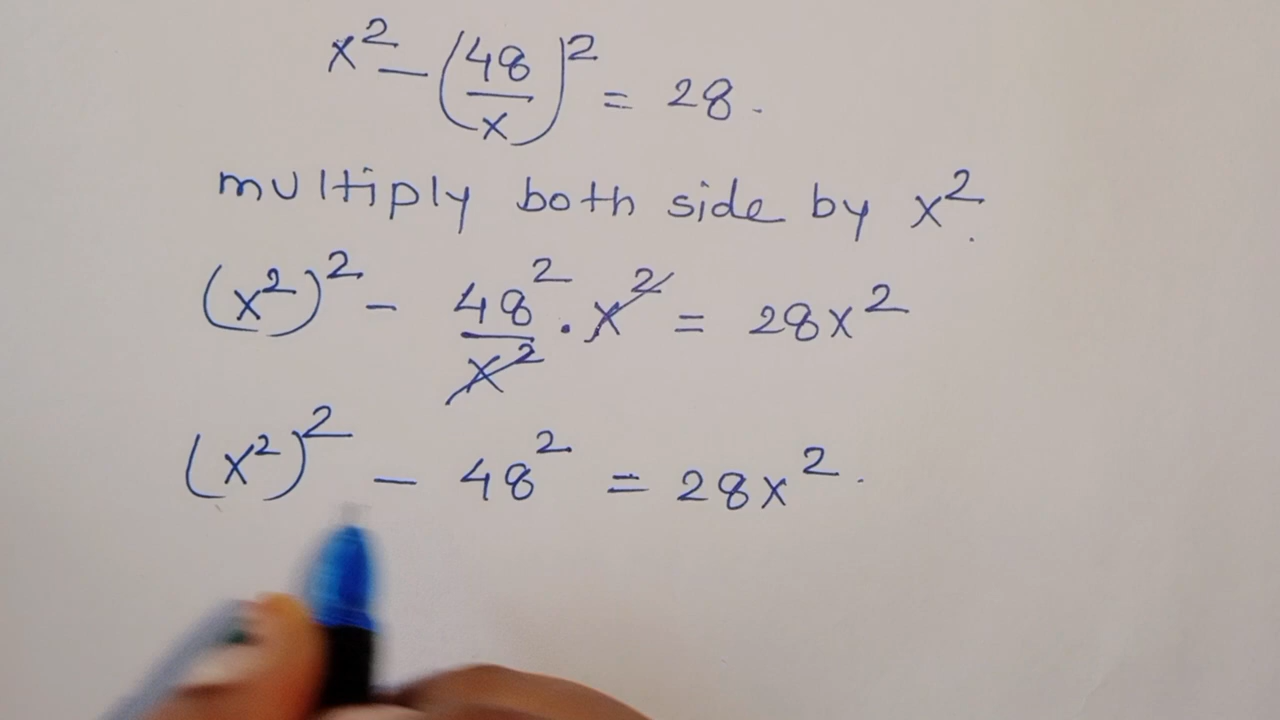 x² - (48/x)² = 28.
multiply both side by x².
(x²)² - 48²/x² . x² = 28x²
(x²)² - 48² = 28x².